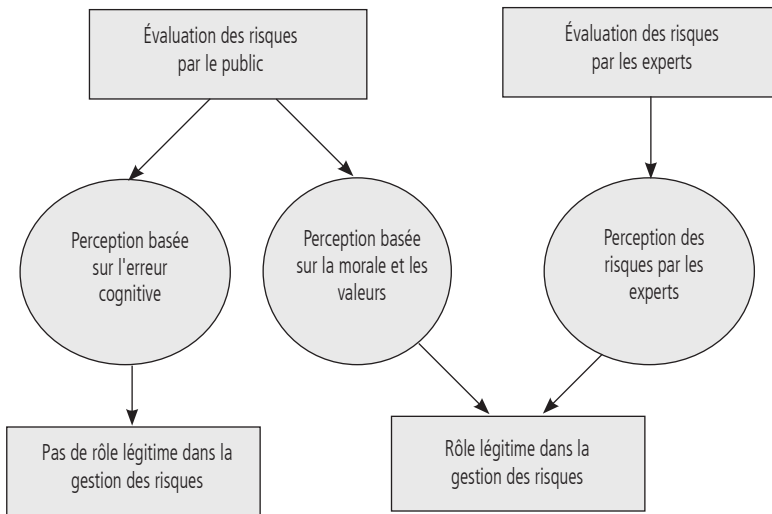 Évaluation des risques
par le public
Évaluation des risques
par les experts
Perception basée
sur l'erreur
cognitive
Perception basée
sur la morale et les
valeurs
Perception des
risques par les
experts
Pas de rôle légitime dans la
gestion des risques
Rôle légitime dans la
gestion des risques